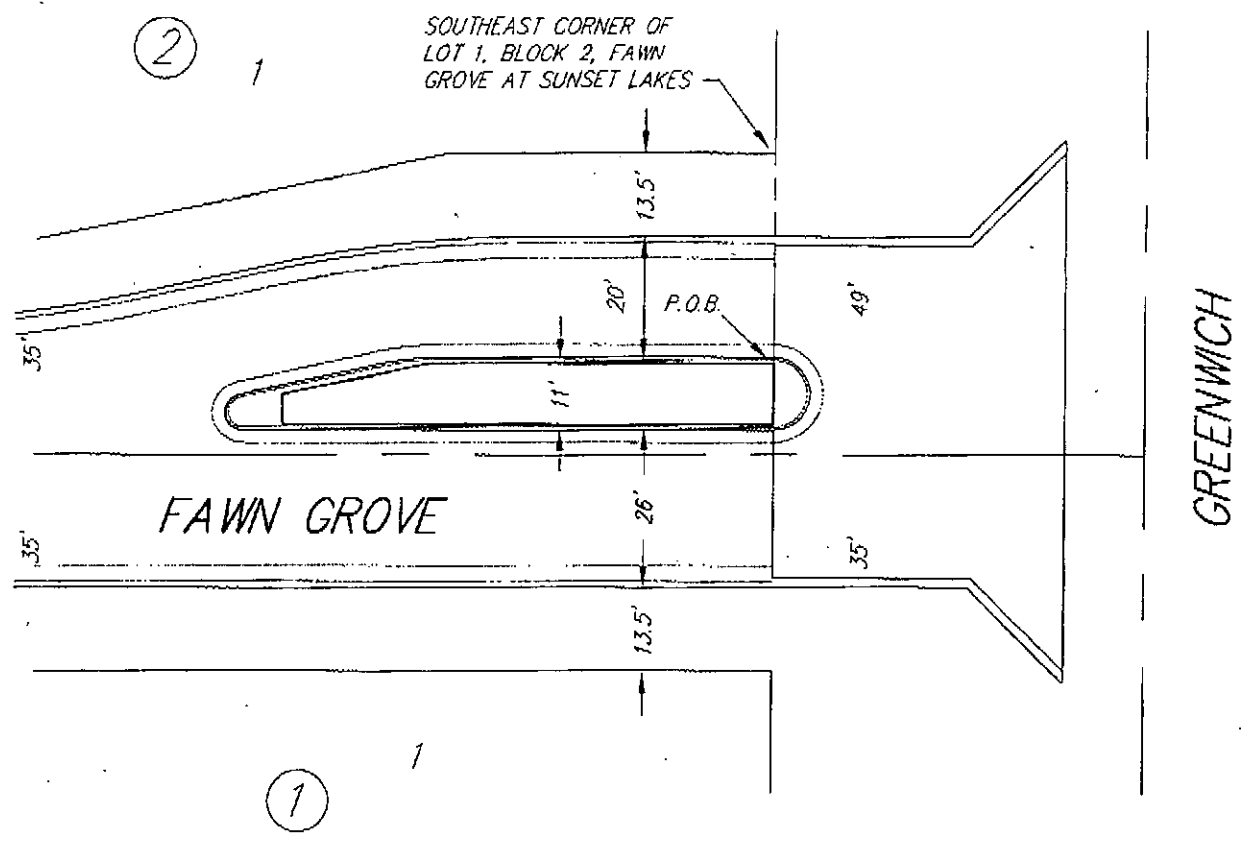 2
1
SOUTHEAST CORNER OF
LOT 1, BLOCK 2, FAWN
GROVE AT SUNSET LAKES
13.5'
20'
P.O.B.
49'
35'
11'
GREENWICH
FAWN GROVE
26'
35'
35'
13.5'
1
1